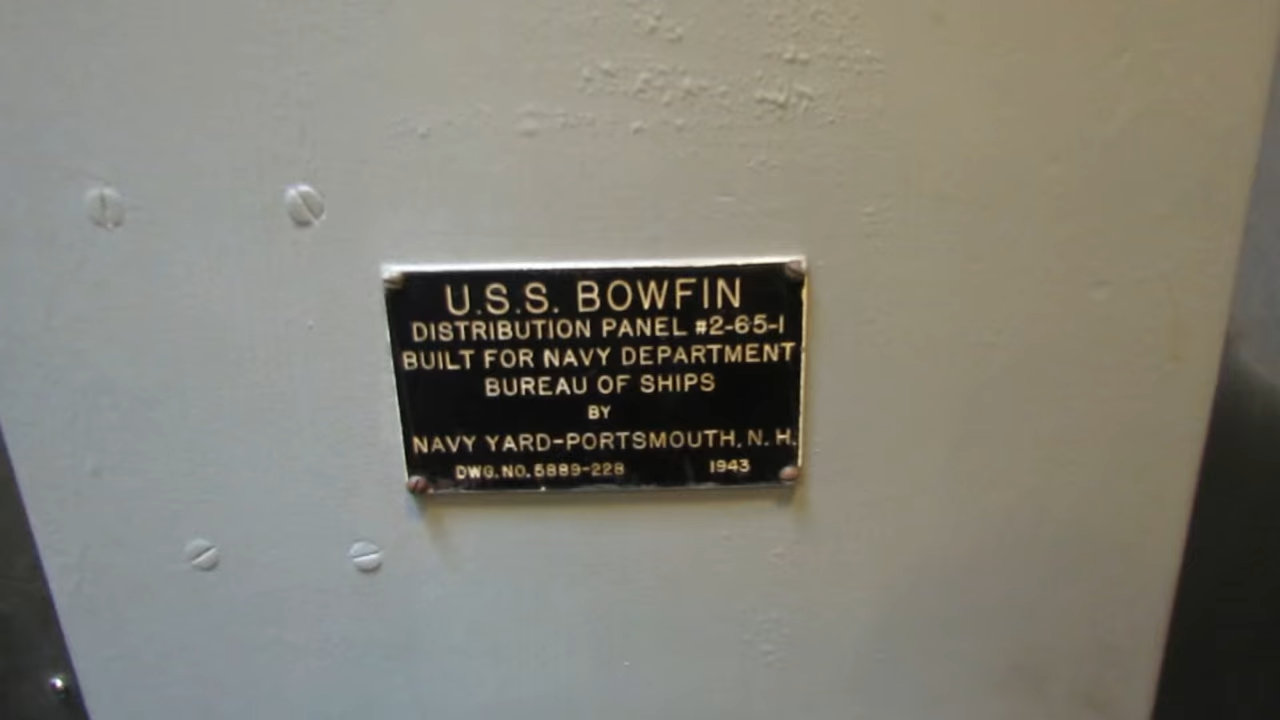 U.S.S. BOWFIN
DISTRIBUTION PANEL #2-65-1
BUILT FOR NAVY DEPARTMENT
BUREAU OF SHIPS
BY
NAVY YARD-PORTSMOUTH, N. H.
DWG. NO. 5889-228 1943